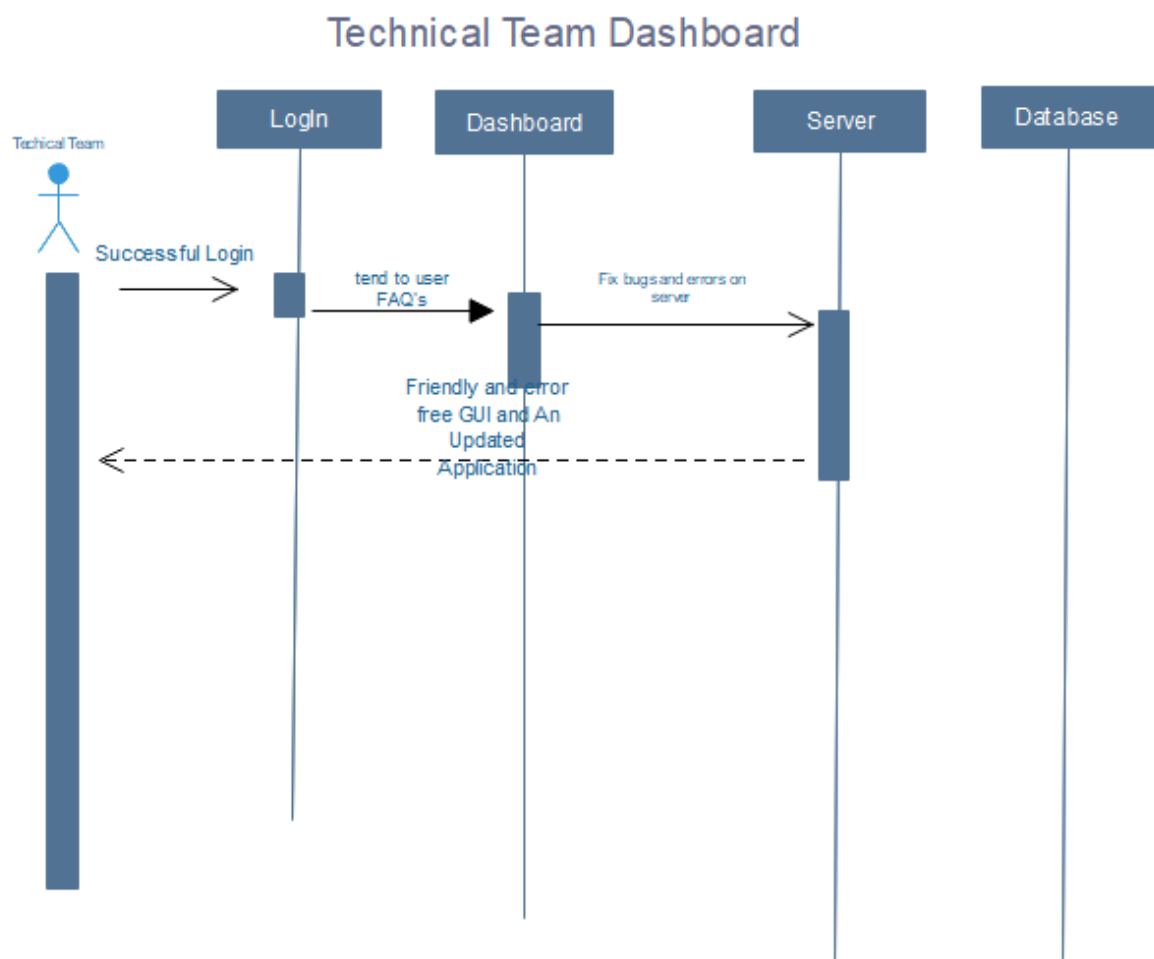 Technical Team Dashboard
LogIn
Dashboard
Server
Database
Techical Team
Successful Login
tend to user
FAQ's
Fix bugs and errors on
server
Friendly and error
free GUI and An
Updated
Application